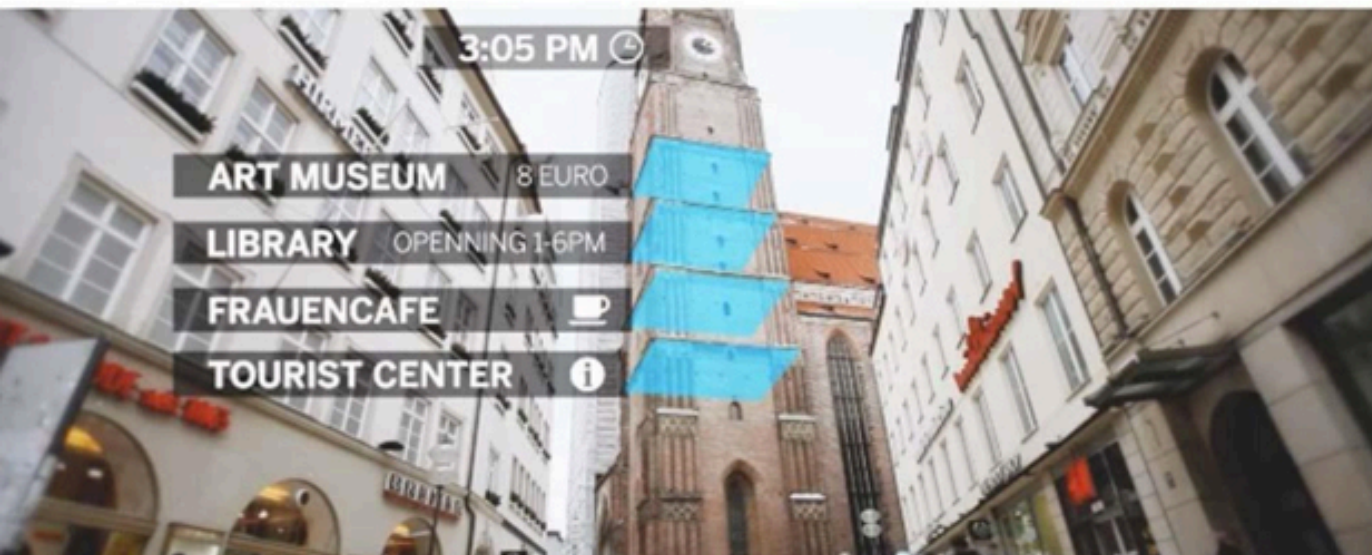 3:05 PM
ART MUSEUM 8 EURO
LIBRARY OPENNING 1-6PM
FRAUENCAFE
TOURIST CENTER